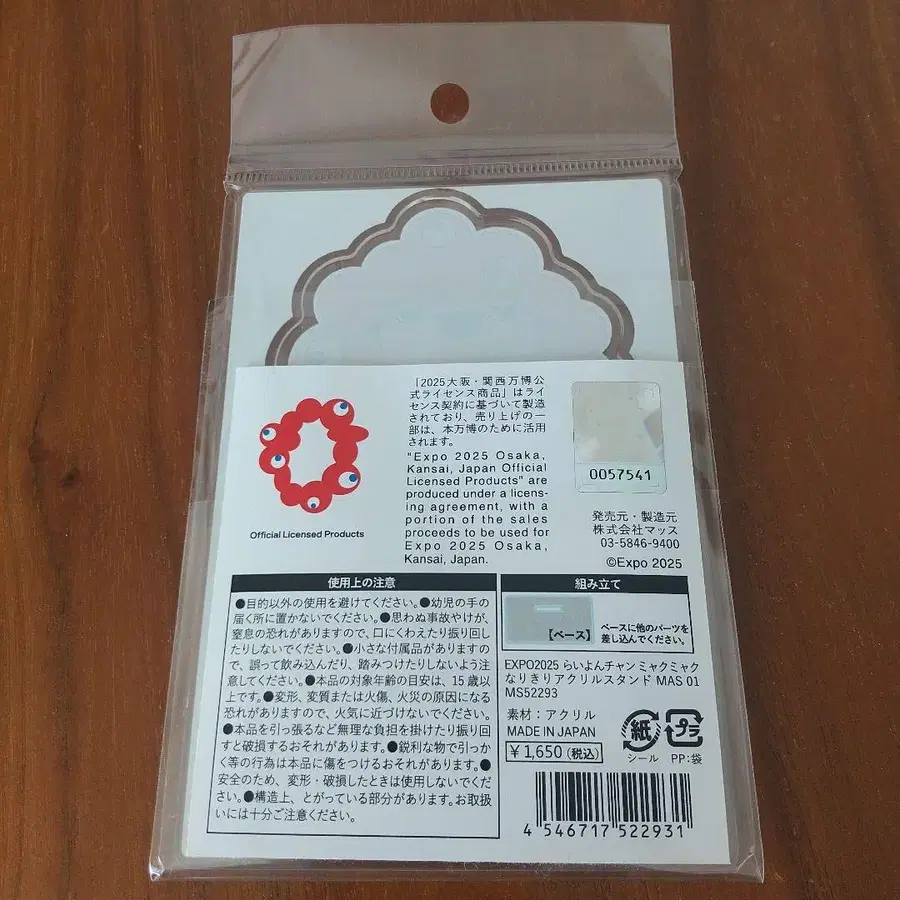 「2025大阪・関西万博公
式ライセンス商品」はライ
センス契約に基づいて製造
されており、売り上げの一
部は、本万博のために活用
されます。
"Expo 2025 Osaka,
Kansai, Japan Official
Licensed Products" are
produced under a licens-
ing agreement, with a
portion of the sales
proceeds to be used for
Expo 2025 Osaka,
Kansai, Japan.
Official Licensed Products
0057541
発売元・製造元
株式会社マッス
03-5846-9400
©Expo 2025
使用上の注意
●目的以外の使用を避けてください。●幼児の手の
届く所に置かないでください。●思わぬ事故やけが、
窒息の恐れがありますので、口にくわえたり振り回し
たりしないでください。●小さな付属品がありますの
で、誤って飲み込んだり、踏みつけたりしないよう注
意してください。●本品の対象年齢の目安は、15歳以
上です。●変形、変質または火傷、火災の原因になる
恐れがありますので、火気に近づけないでください。
●本品を引っ張るなど無理な負担を掛けたり振り回
すと破損するおそれがあります。●鋭利な物で引っか
く等の行為は本品に傷をつけるおそれがあります。●
安全のため、変形・破損したときは使用しないでくだ
さい。●構造上、とがっている部分があります。お取扱
いには十分ご注意ください。
組み立て
【ベース】
ベースに他のパーツを
差し込んでください。
EXPO2025 らいよんチャン ミャクミャク
なりきりアクリルスタンド MAS 01
MS52293
素材:アクリル
MADE IN JAPAN
¥1,650(税込)
紙
シール
プラ
PP:袋
4 546717 522931